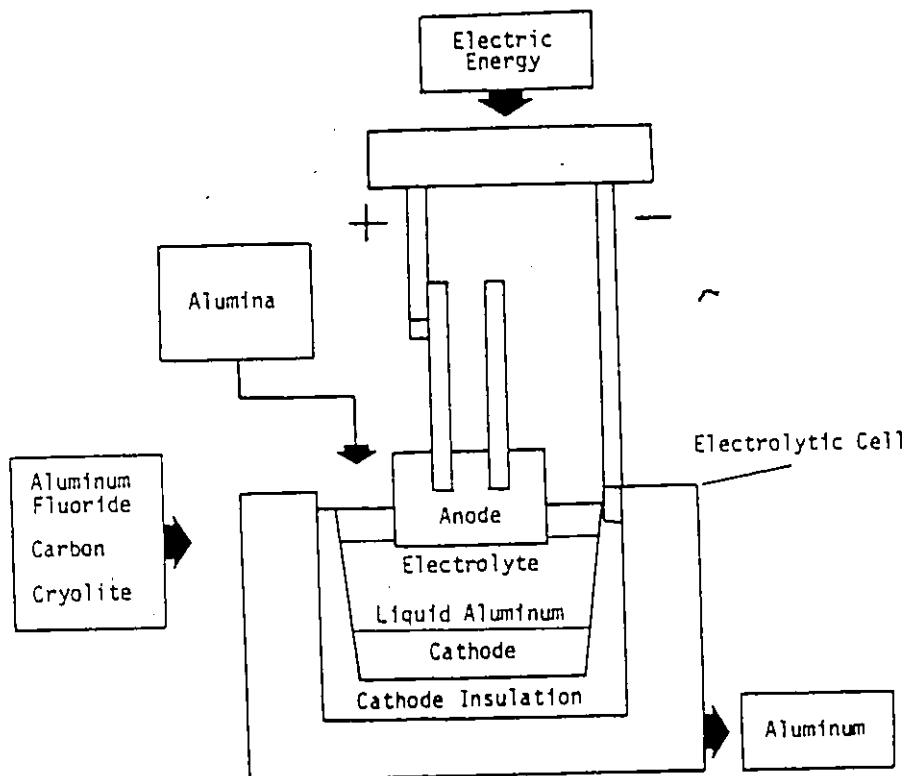 Electric
Energy
+
−
Alumina
Electrolytic Cell
Aluminum
Fluoride
Carbon
Cryolite
Anode
Electrolyte
Liquid Aluminum
Cathode
Cathode Insulation
Aluminum